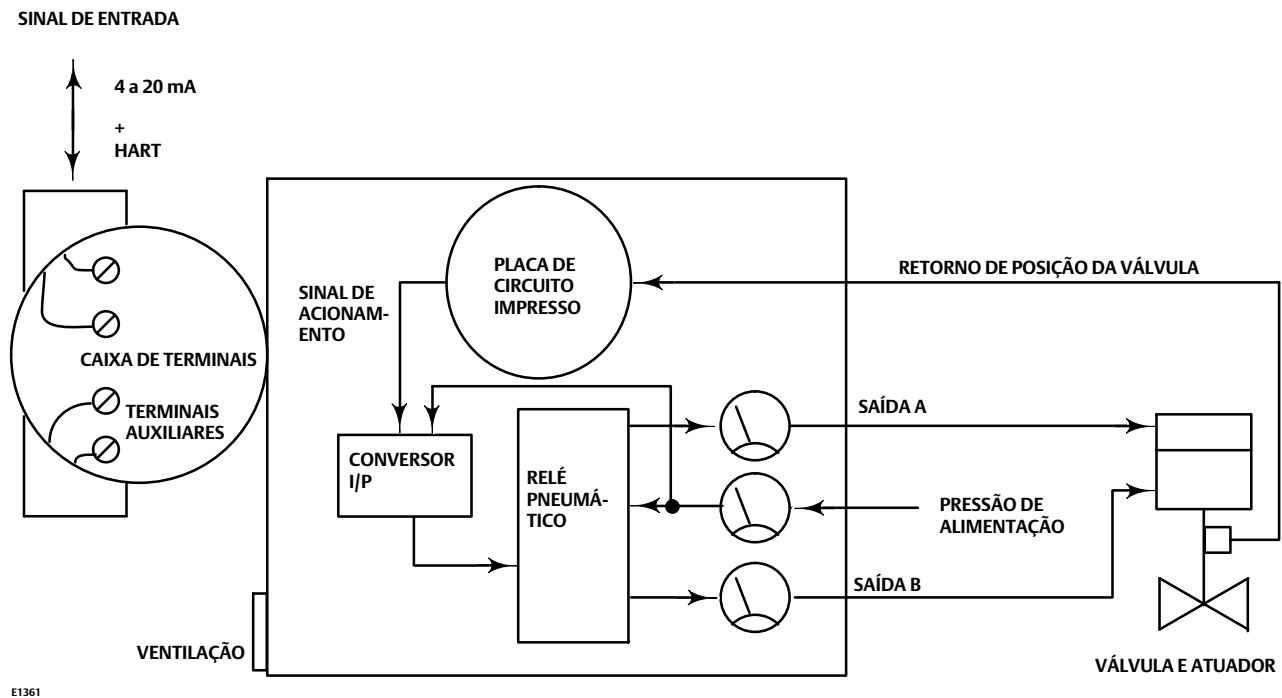 SINAL DE ENTRADA
4 a 20 mA
+
HART
PLACA DE
CIRCUITO
IMPRESSO
RETORNO DE POSIÇÃO DA VÁLVULA
SINAL DE
ACIONAM-
ENTO
CAIXA DE TERMINAIS
TERMINAIS
AUXILIARES
CONVERSOR
I/P
RELÉ
PNEUMÁ-
TICO
SAÍDA A
PRESSÃO DE
ALIMENTAÇÃO
SAÍDA B
VENTILAÇÃO
VÁLVULA E ATUADOR
E1361